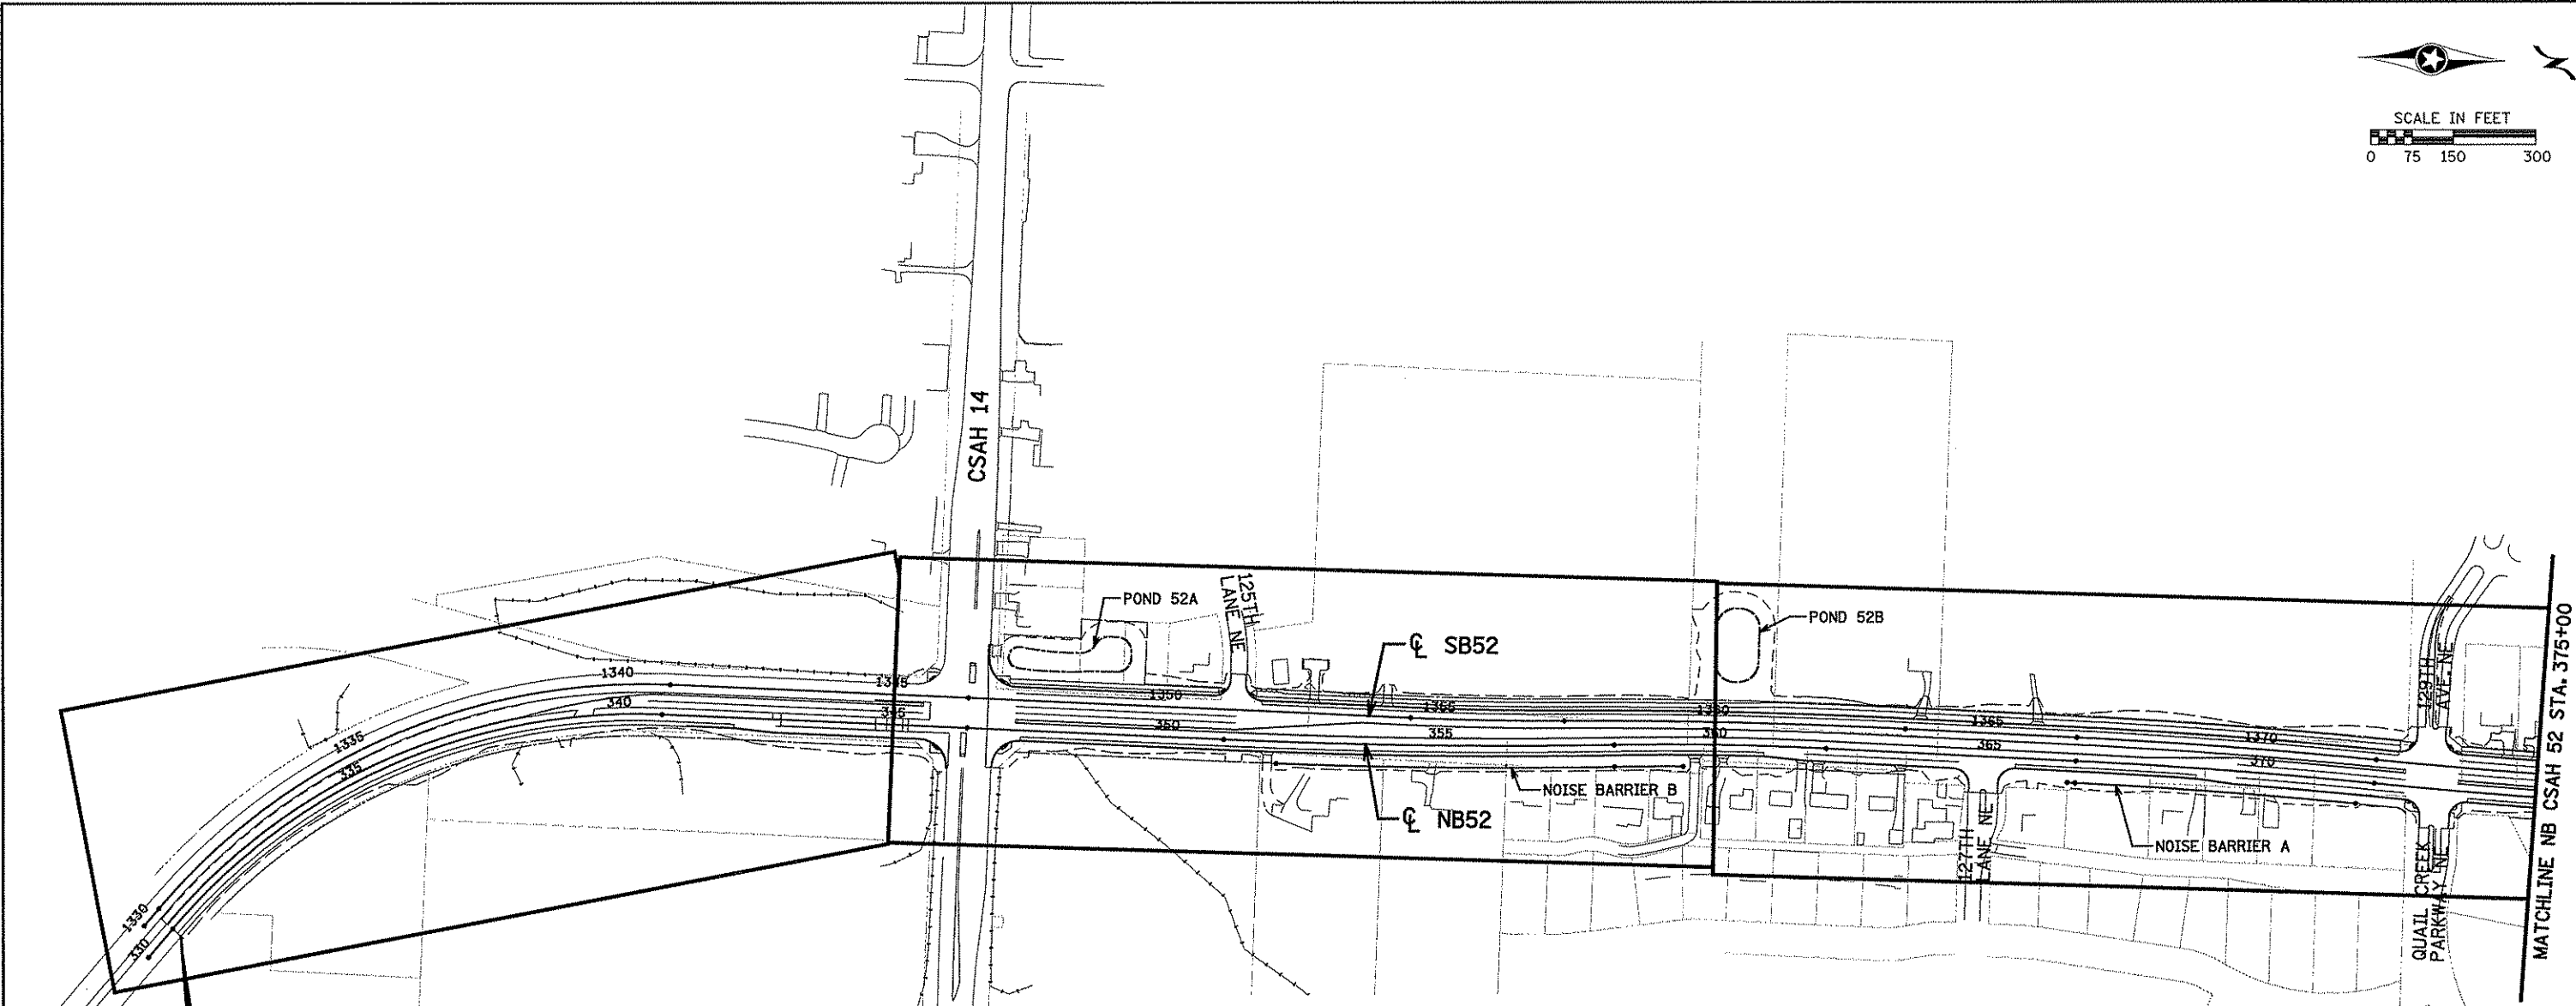 N
SCALE IN FEET
0 75 150 300
CSAH 14
125TH
LANE NE
POND 52A
POND 52B
℄ SB52
℄ NB52
1330
1335
1340
1345
1350
1355
1360
1365
1370
330
335
340
345
350
355
360
365
370
NOISE BARRIER B
NOISE BARRIER A
127TH
LANE NE
129TH
AVE NE
QUAIL CREEK
PARKWAY NE
MATCHLINE NB CSAH 52 STA. 375+00